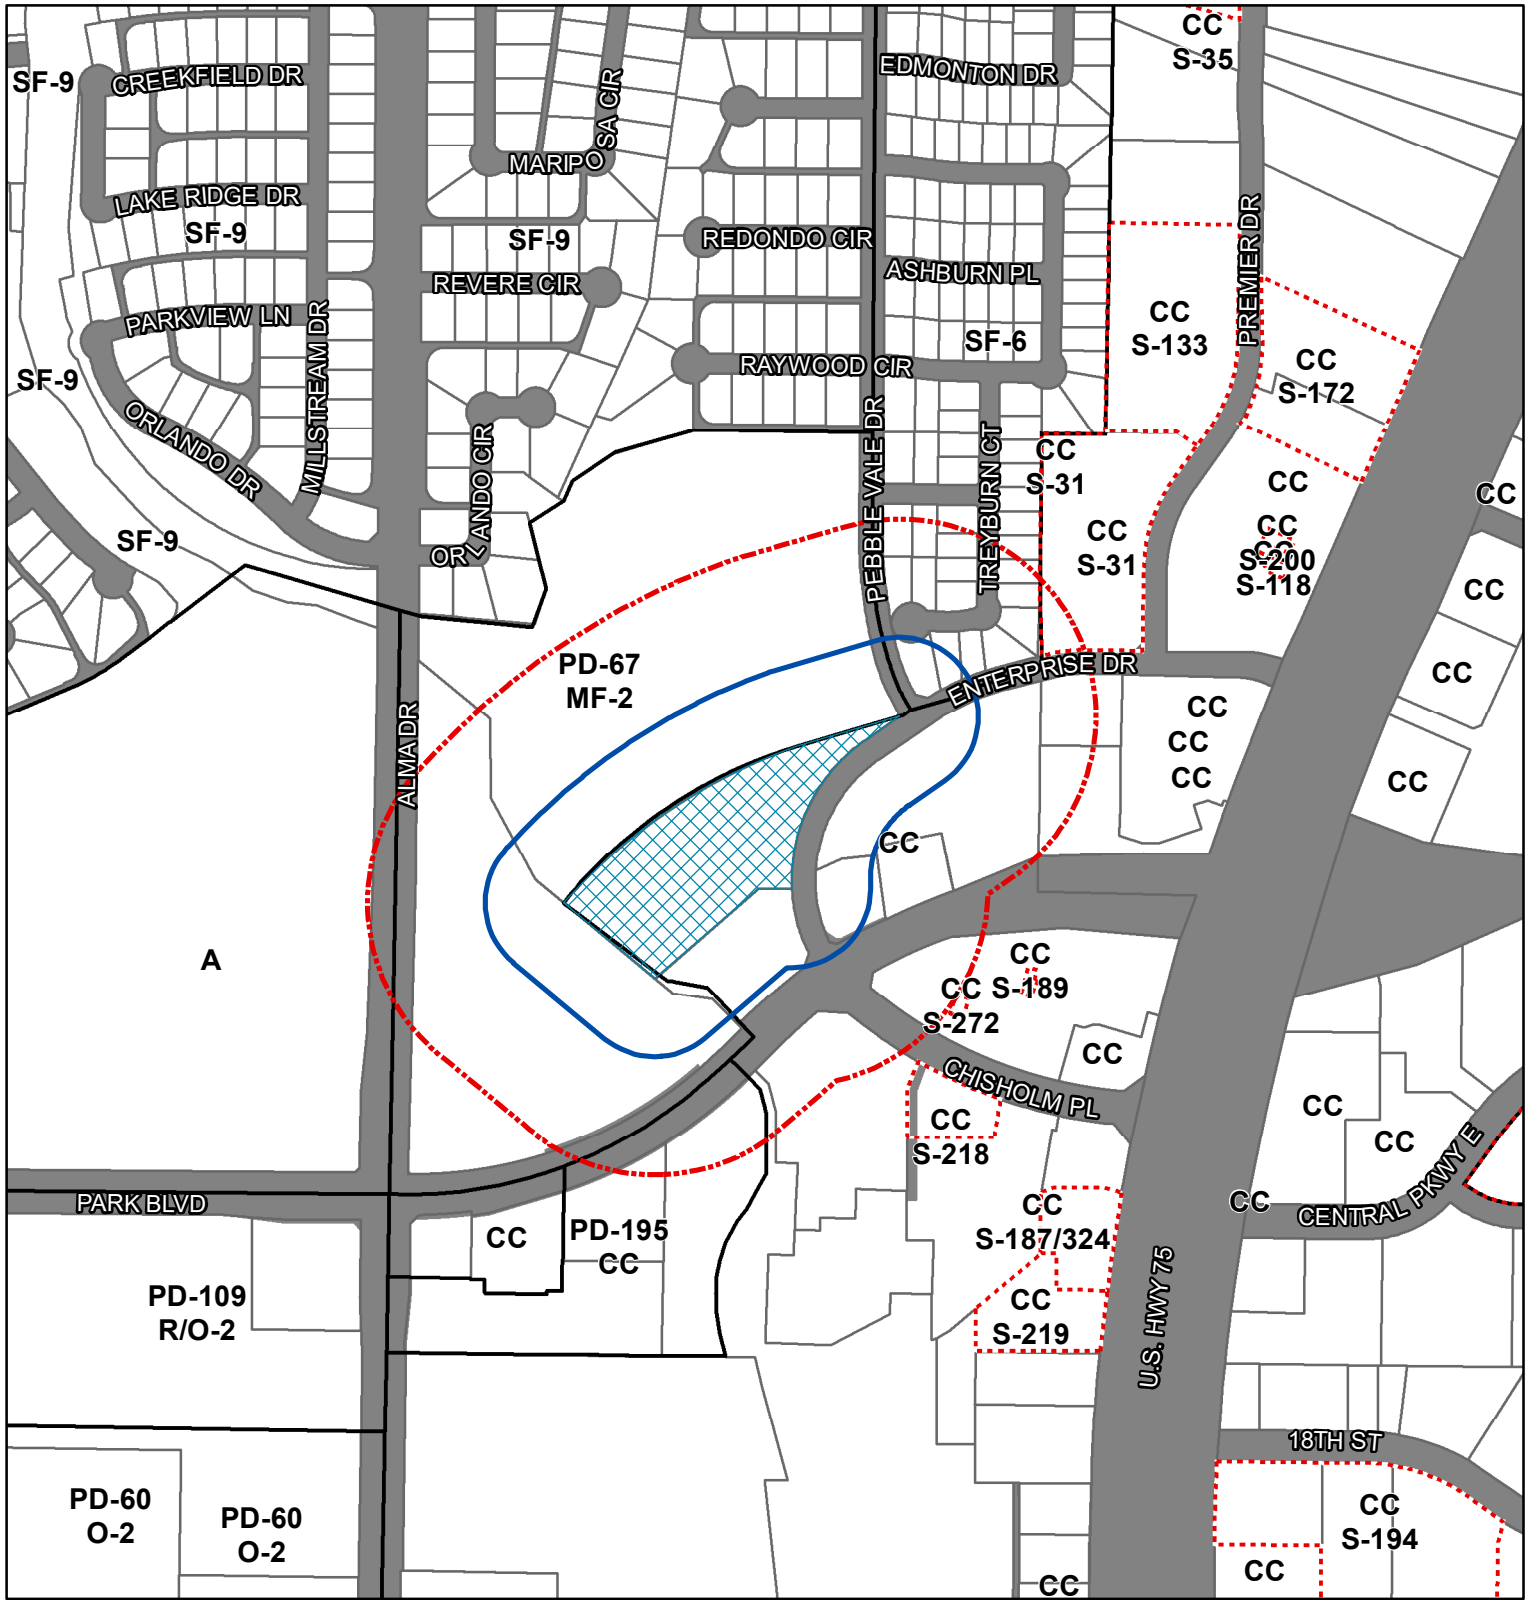 CC
S-35
SF-9
CREEKFIELD DR
EDMONTON DR
MARIPOSA CIR
LAKE RIDGE DR
SF-9
SF-9
REDONDO CIR
ASHBURN PL
PREMIER DR
REVERE CIR
PARKVIEW LN
MILLSTREAM DR
CC
S-133
SF-6
RAYWOOD CIR
CC
S-172
SF-9
ORLANDO DR
ORLANDO CIR
PEBBLE VALE DR
TREYBURN CT
CC
S-31
CC
CC
CC
S-31
CC
CC
S-200
S-118
SF-9
CC
PD-67
MF-2
ENTERPRISE DR
CC
CC
CC
CC
ALMA DR
CC
CC
A
CC
S-189
CC
S-272
CC
CHISHOLM PL
CC
S-218
CC
CC
CENTRAL PKWY E
CC
PARK BLVD
CC
S-187/324
CC
PD-195
CC
U.S. HWY 75
PD-109
R/O-2
CC
S-219
18TH ST
PD-60
O-2
PD-60
O-2
CC
S-194
CC
CC